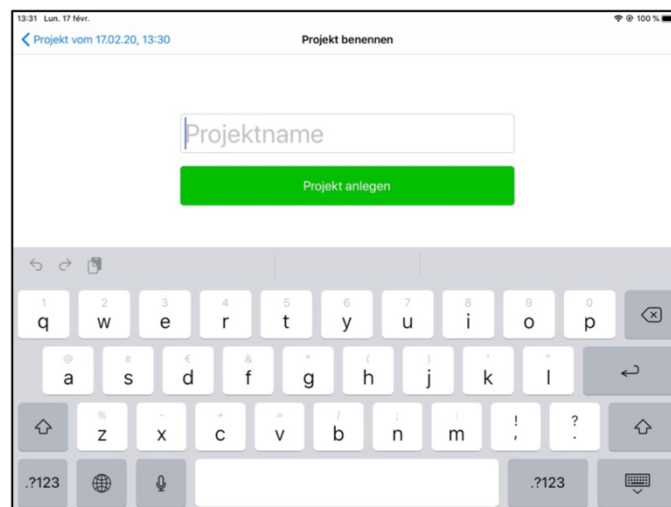 13:31 Lun. 17 févr.
100 %
Projekt vom 17.02.20, 13:30
Projekt benennen
Projektname
Projekt anlegen
1 2 3 4 5 6 7 8 9 0
q w e r t y u i o p
@ # € & * ( ) ' "
a s d f g h j k l
% - + = / ; : ! ?
z x c v b n m , .
.?123 .?123